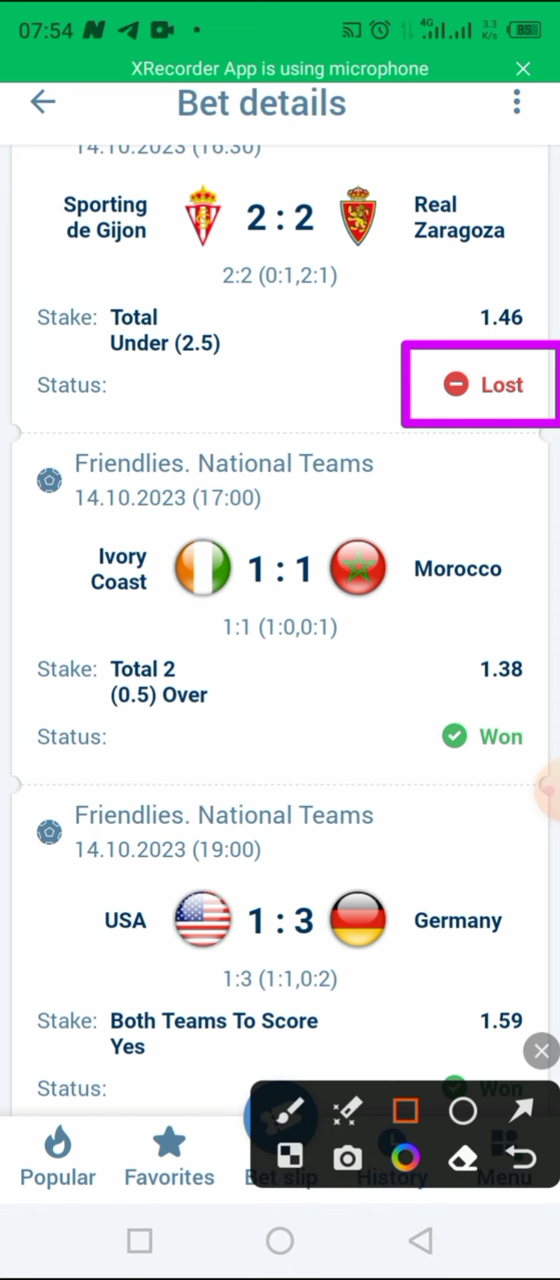 07:54
4G
3.3
K/s
85
XRecorder App is using microphone
Bet details
14.10.2023 (16:30)
Sporting
de Gijon
2 : 2
Real
Zaragoza
2:2 (0:1,2:1)
Stake: Total
Under (2.5)
1.46
Status:
Lost
Friendlies. National Teams
14.10.2023 (17:00)
Ivory
Coast
1 : 1
Morocco
1:1 (1:0,0:1)
Stake: Total 2
(0.5) Over
1.38
Status:
Won
Friendlies. National Teams
14.10.2023 (19:00)
USA
1 : 3
Germany
1:3 (1:1,0:2)
Stake: Both Teams To Score
Yes
1.59
Status:
Won
Popular
Favorites
Bet slip
History
Menu